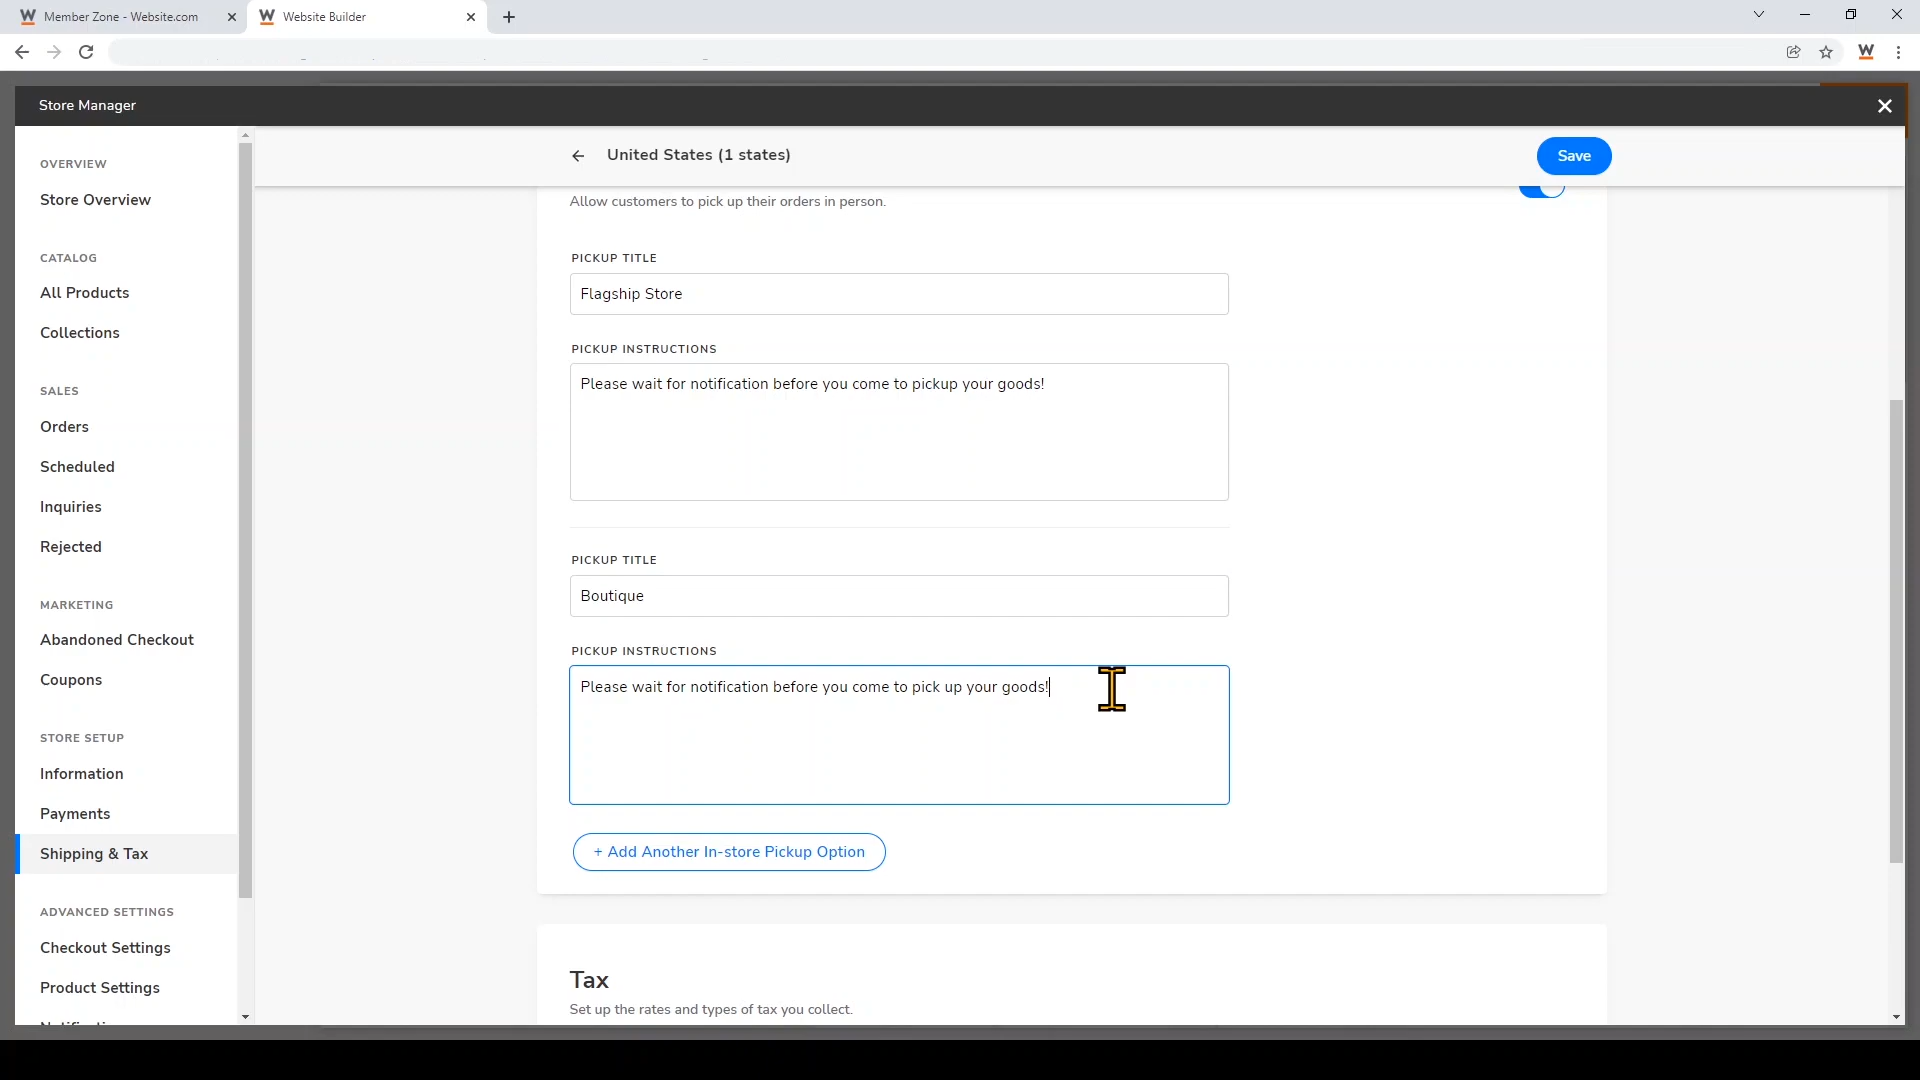 Member Zone - Website.com
Website Builder
Store Manager
OVERVIEW
Store Overview
CATALOG
All Products
Collections
SALES
Orders
Scheduled
Inquiries
Rejected
MARKETING
Abandoned Checkout
Coupons
STORE SETUP
Information
Payments
Shipping & Tax
ADVANCED SETTINGS
Checkout Settings
Product Settings
United States (1 states)
Save
Allow customers to pick up their orders in person.
PICKUP TITLE
Flagship Store
PICKUP INSTRUCTIONS
Please wait for notification before you come to pickup your goods!
PICKUP TITLE
Boutique
PICKUP INSTRUCTIONS
Please wait for notification before you come to pick up your goods!
+ Add Another In-store Pickup Option
Tax
Set up the rates and types of tax you collect.